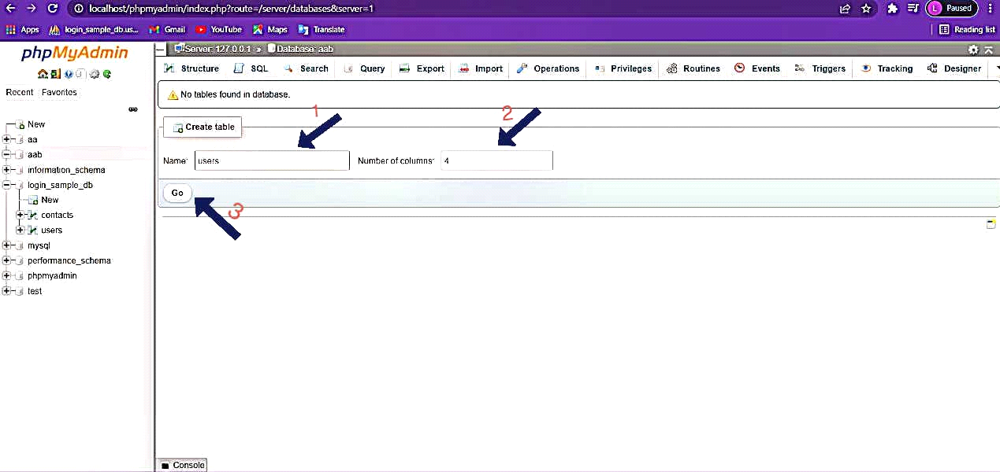 localhost/phpmyadmin/index.php?route=/server/databases&server=1
L Paused
Apps login_sample_db.us... Gmail YouTube Maps Translate Reading list
phpMyAdmin
Recent Favorites
New
aa
aab
information_schema
login_sample_db
New
contacts
users
mysql
performance_schema
phpmyadmin
test
Server: 127.0.0.1 » Database: aab
Structure SQL Search Query Export Import Operations Privileges Routines Events Triggers Tracking Designer
No tables found in database.
1 2
Create table
Name: users Number of columns: 4
Go
3
Console